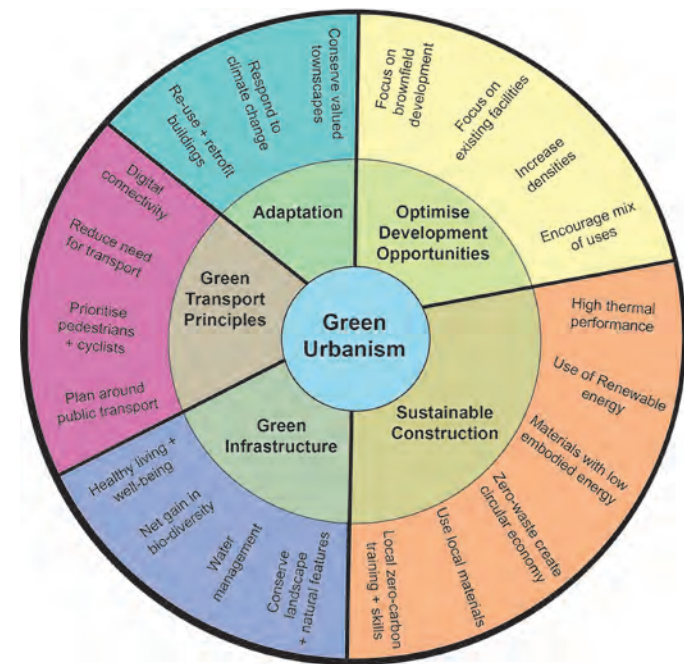 Green
Urbanism
Adaptation
Conserve valued
townscapes
Respond to
climate change
Re-use + retrofit
buildings
Optimise
Development
Opportunities
Focus on
brownfield
development
Focus on
existing facilities
Increase
densities
Encourage mix
of uses
Sustainable
Construction
High thermal
performance
Use of Renewable
energy
Materials with low
embodied energy
Zero-waste create
circular economy
Use local materials
Local zero-carbon
training + skills
Green
Infrastructure
Conserve
landscape
+ natural features
Water
management
Net gain in
bio-diversity
Healthy living +
well-being
Green
Transport
Principles
Plan around
public transport
Prioritise
pedestrians
+ cyclists
Reduce need
for transport
Digital
connectivity